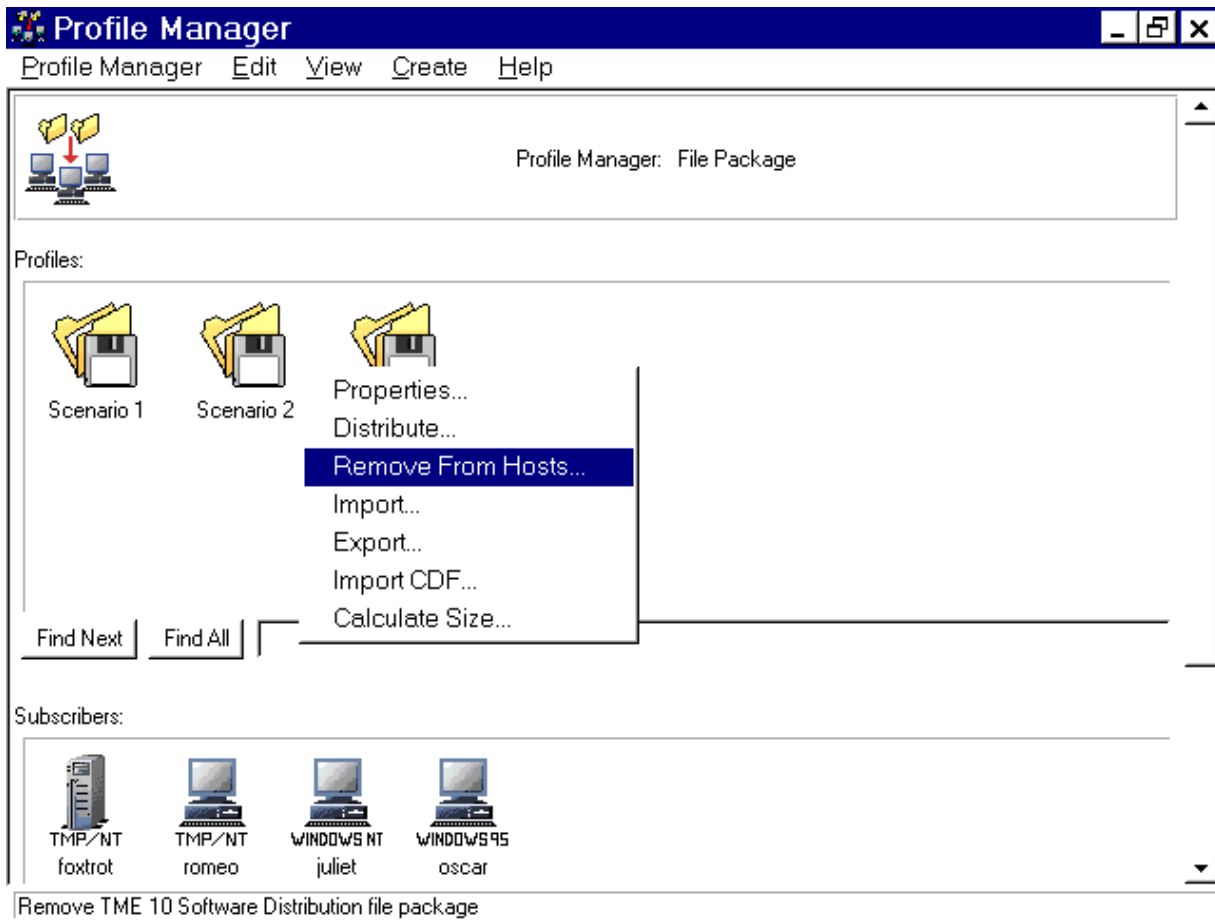 Profile Manager
Profile Manager Edit View Create Help
Profile Manager: File Package
Profiles:
Scenario 1 Scenario 2
Properties...
Distribute...
Remove From Hosts...
Import...
Export...
Import CDF...
Calculate Size...
Find Next Find All
Subscribers:
TMP/NT TMP/NT WINDOWS NT WINDOWS95
foxtrot romeo juliet oscar
Remove TME 10 Software Distribution file package